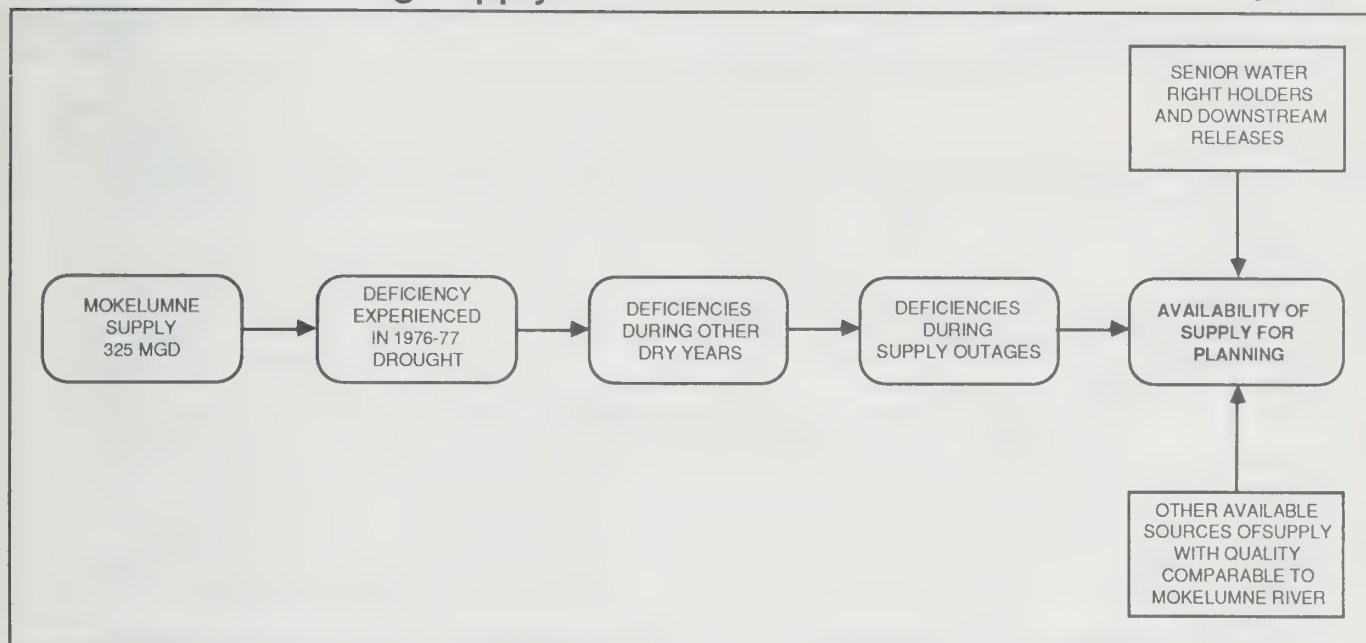 Supply
SENIOR WATER
RIGHT HOLDERS
AND DOWNSTREAM
RELEASES
MOKELUMNE
SUPPLY
325 MGD
DEFICIENCY
EXPERIENCED
IN 1976-77
DROUGHT
DEFICIENCIES
DURING OTHER
DRY YEARS
DEFICIENCIES
DURING
SUPPLY OUTAGES
AVAILABILITY OF
SUPPLY FOR
PLANNING
OTHER AVAILABLE
SOURCES OFSUPPLY
WITH QUALITY
COMPARABLE TO
MOKELUMNE RIVER